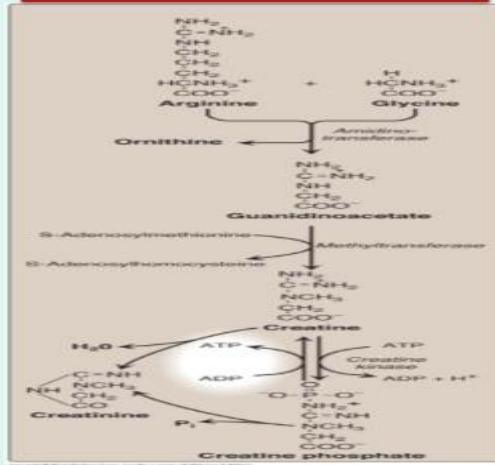 NH₂
C – NH₂⁺
NH
CH₂
CH₂
CH₂
HCNH₃⁺
COO⁻
Arginine
+
H
HCNH₃⁺
COO⁻
Glycine
Amidino-
transferase
Ornithine
NH₂
C – NH₂⁺
NH
CH₂
COO⁻
Guanidinoacetate
S-Adenosylmethionine
Methyltransferase
S-Adenosylhomocysteine
NH₂
C – NH₂
NCH₃
CH₂
COO⁻
Creatine
H₂0
ATP
ATP
Creatine
kinase
ADP
ADP + H⁺
C – NH
NH
NCH₃
CH₂
CO
Creatinine
Pᵢ
O
⁻O – P – O⁻
NH₂⁺
C – NH
NCH₃
CH₂
COO⁻
Creatine phosphate